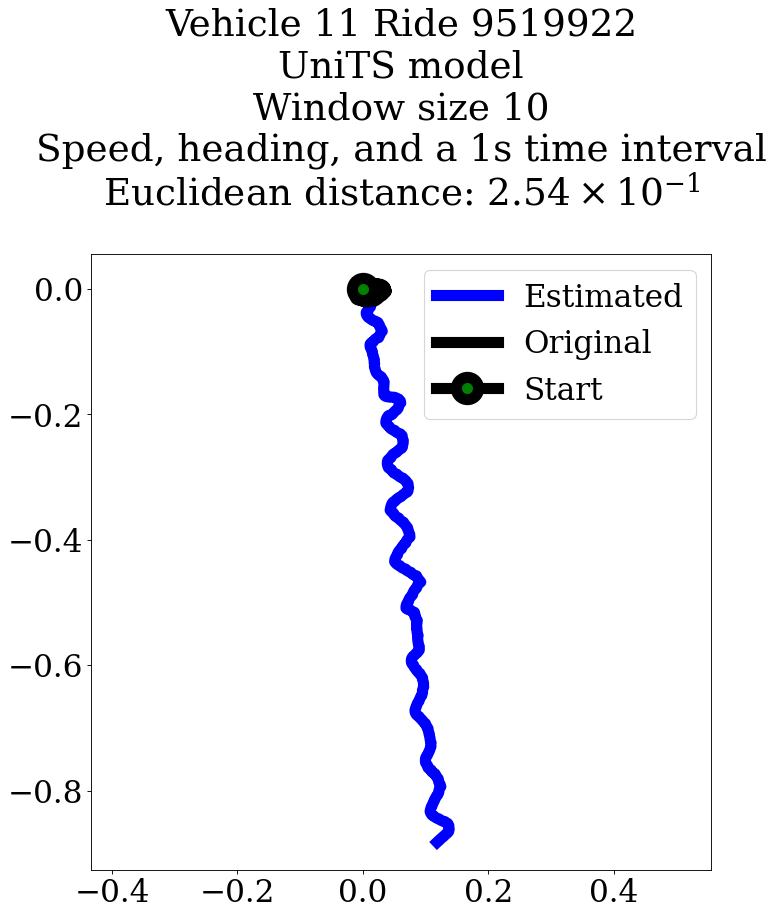 Vehicle 11 Ride 9519922
UniTS model
Window size 10
Speed, heading, and a 1s time interval
Euclidean distance: 2.54 × 10⁻¹
Estimated
Original
Start
0.0
−0.2
−0.4
−0.6
−0.8
−0.4
−0.2
0.0
0.2
0.4